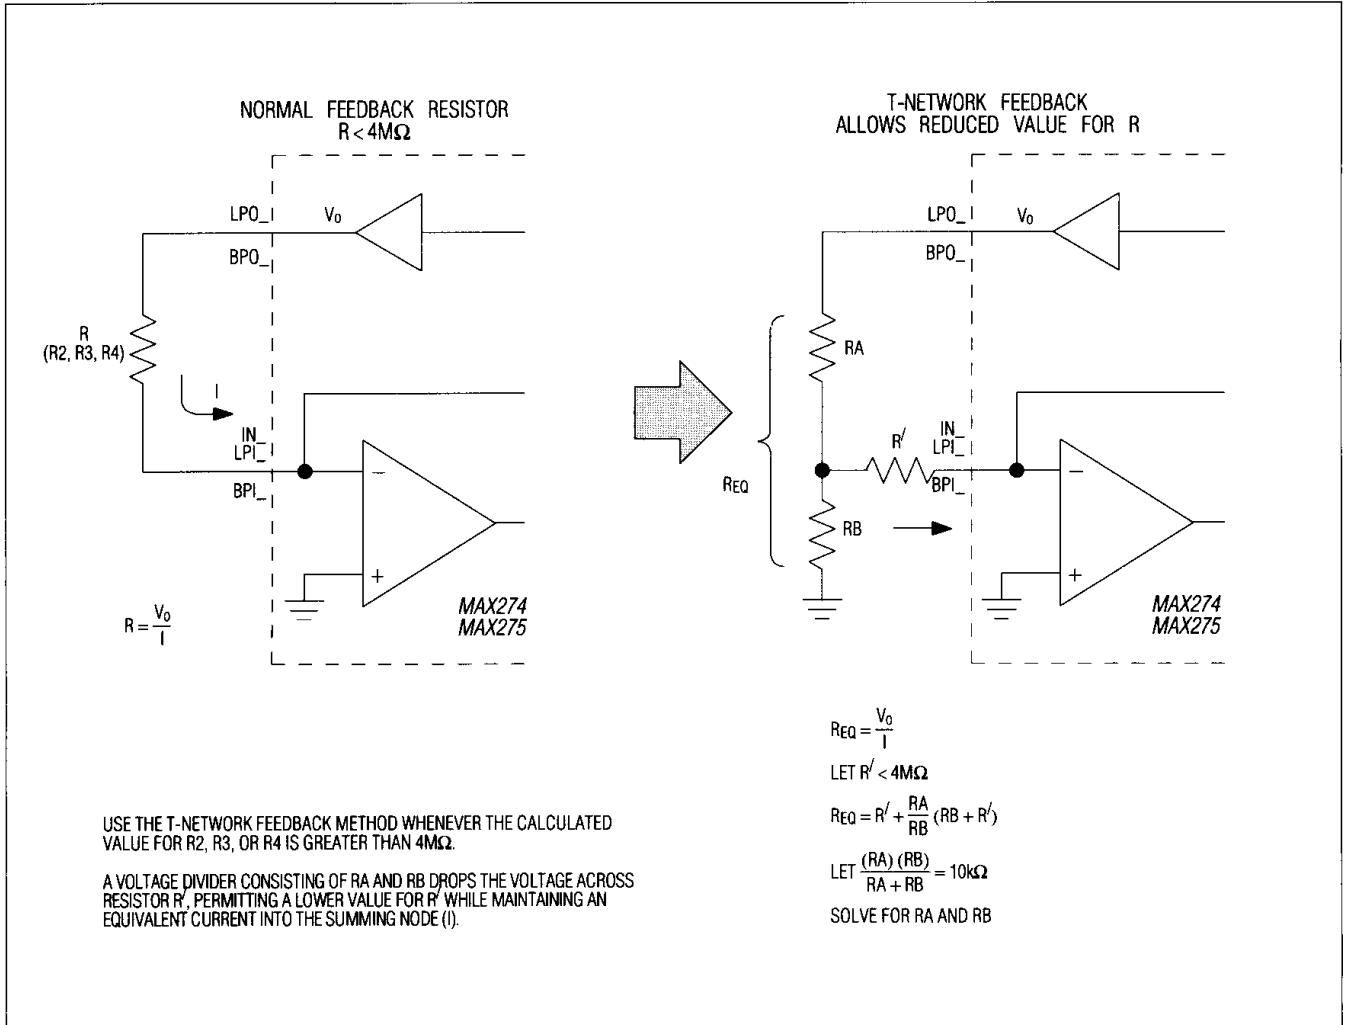 NORMAL FEEDBACK RESISTOR
R < 4MΩ
LPO_
V₀
BPO_
R
(R2, R3, R4)
I
IN_
LPI_
BPI_
−
+
MAX274
MAX275
R = V₀/I
T-NETWORK FEEDBACK
ALLOWS REDUCED VALUE FOR R
LPO_
V₀
BPO_
RA
IN_
R′
LPI_
BPI_
REQ
RB
−
+
MAX274
MAX275
REQ = V₀/I
LET R′ < 4MΩ
REQ = R′ + RA/RB (RB + R′)
LET (RA) (RB)/RA + RB = 10kΩ
SOLVE FOR RA AND RB
USE THE T-NETWORK FEEDBACK METHOD WHENEVER THE CALCULATED
VALUE FOR R2, R3, OR R4 IS GREATER THAN 4MΩ.
A VOLTAGE DIVIDER CONSISTING OF RA AND RB DROPS THE VOLTAGE ACROSS
RESISTOR R′, PERMITTING A LOWER VALUE FOR R′ WHILE MAINTAINING AN
EQUIVALENT CURRENT INTO THE SUMMING NODE (I).